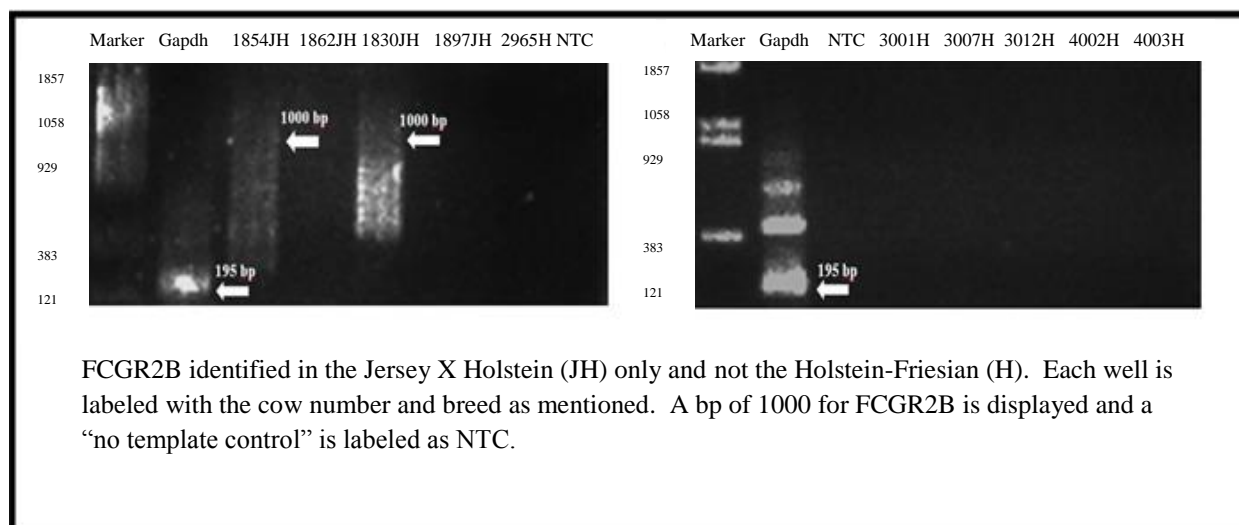 Marker Gapdh 1854JH 1862JH 1830JH 1897JH 2965H NTC
1857
1058
929
383
121
1000 bp
1000 bp
195 bp
Marker Gapdh NTC 3001H 3007H 3012H 4002H 4003H
1857
1058
929
383
121
195 bp
FCGR2B identified in the Jersey X Holstein (JH) only and not the Holstein-Friesian (H). Each well is
labeled with the cow number and breed as mentioned. A bp of 1000 for FCGR2B is displayed and a
“no template control” is labeled as NTC.